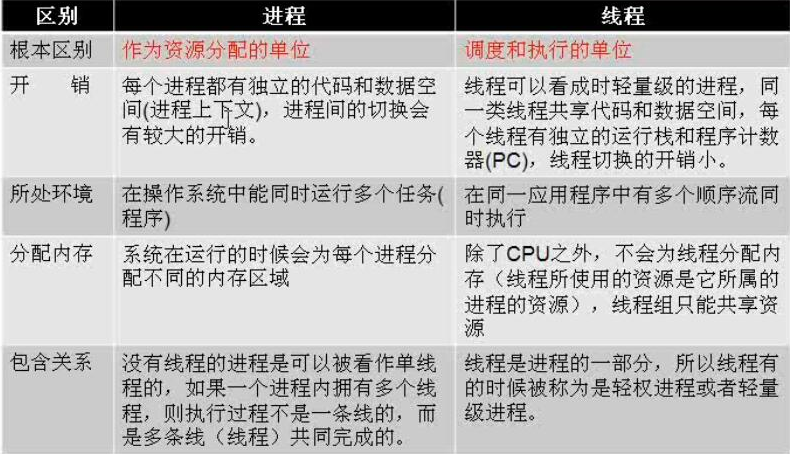 区别 进程 线程
根本区别 作为资源分配的单位 调度和执行的单位
开 销 每个进程都有独立的代码和数据空
间(进程上下文)，进程间的切换会
有较大的开销。
线程可以看成时轻量级的进程，同
一类线程共享代码和数据空间，每
个线程有独立的运行栈和程序计数
器(PC)，线程切换的开销小。
所处环境 在操作系统中能同时运行多个任务(
程序)
在同一应用程序中有多个顺序流同
时执行
分配内存 系统在运行的时候会为每个进程分
配不同的内存区域
除了CPU之外，不会为线程分配内
存（线程所使用的资源是它所属的
进程的资源），线程组只能共享资
源
包含关系 没有线程的进程是可以被看作单线
程的，如果一个进程内拥有多个线
程，则执行过程不是一条线的，而
是多条线（线程）共同完成的。
线程是进程的一部分，所以线程有
的时候被称为是轻权进程或者轻量
级进程。